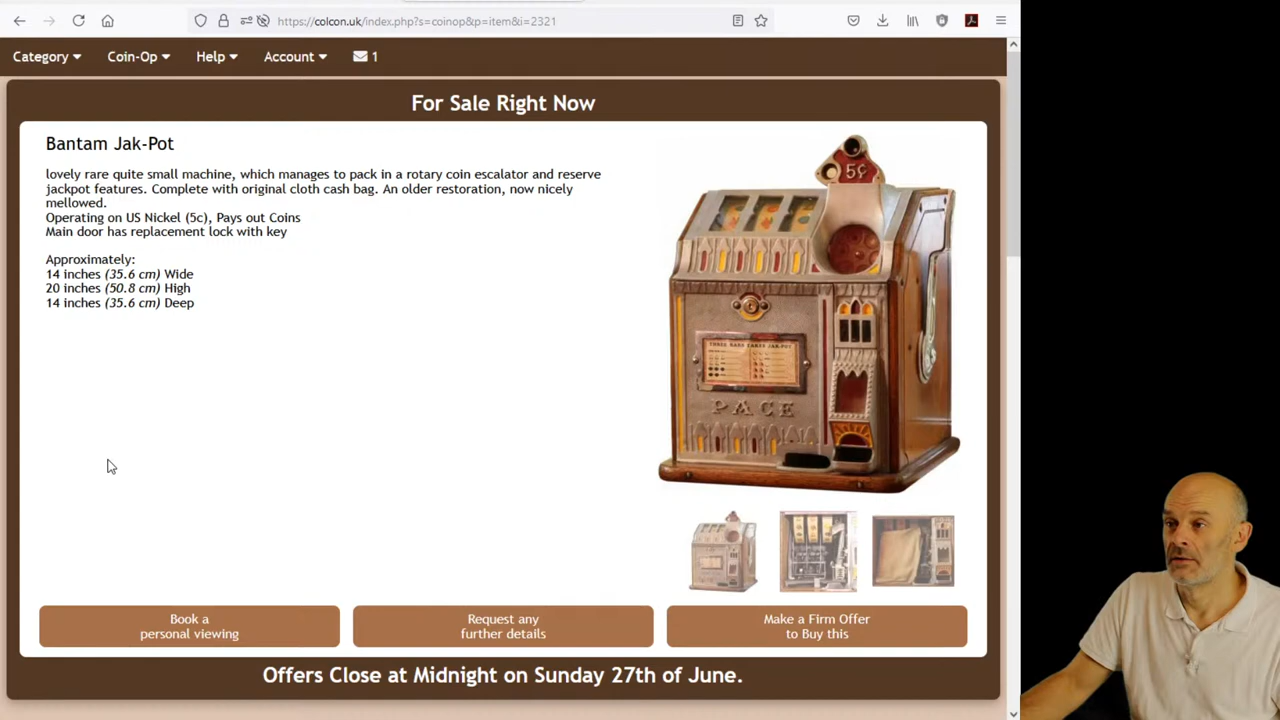 https://colcon.uk/index.php?s=coinop&p=item&i=2321
Category Coin-Op Help Account 1
For Sale Right Now
Bantam Jak-Pot
lovely rare quite small machine, which manages to pack in a rotary coin escalator and reserve
jackpot features. Complete with original cloth cash bag. An older restoration, now nicely
mellowed.
Operating on US Nickel (5c), Pays out Coins
Main door has replacement lock with key
Approximately:
14 inches (35.6 cm) Wide
20 inches (50.8 cm) High
14 inches (35.6 cm) Deep
5¢
THREE BARS TAKES JAK-POT
PACE
Book a
personal viewing
Request any
further details
Make a Firm Offer
to Buy this
Offers Close at Midnight on Sunday 27th of June.